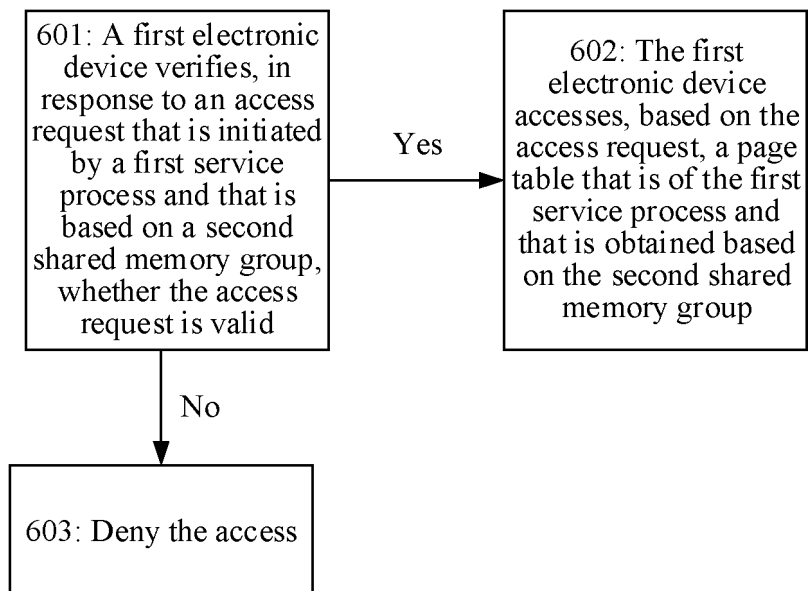 601: A first electronic
device verifies, in
response to an access
request that is initiated
by a first service
process and that is
based on a second
shared memory group,
whether the access
request is valid
Yes
602: The first
electronic device
accesses, based on the
access request, a page
table that is of the first
service process and
that is obtained based
on the second shared
memory group
No
603: Deny the access